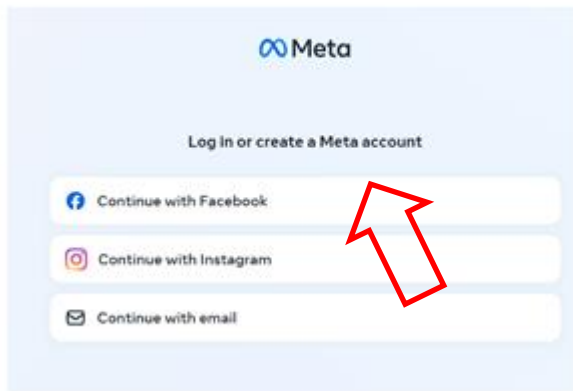 Meta
Log in or create a Meta account
Continue with Facebook
Continue with Instagram
Continue with email